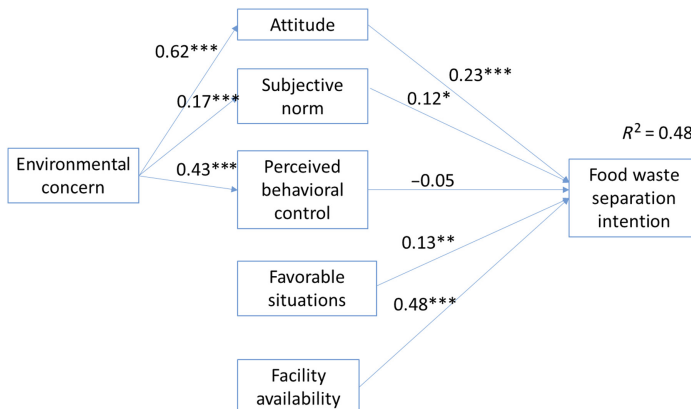 Attitude
0.62***
0.23***
Subjective
norm
0.17***
0.12*
R² = 0.48
Environmental
concern
0.43***
Perceived
behavioral
control
−0.05
Food waste
separation
intention
0.13**
Favorable
situations
0.48***
Facility
availability